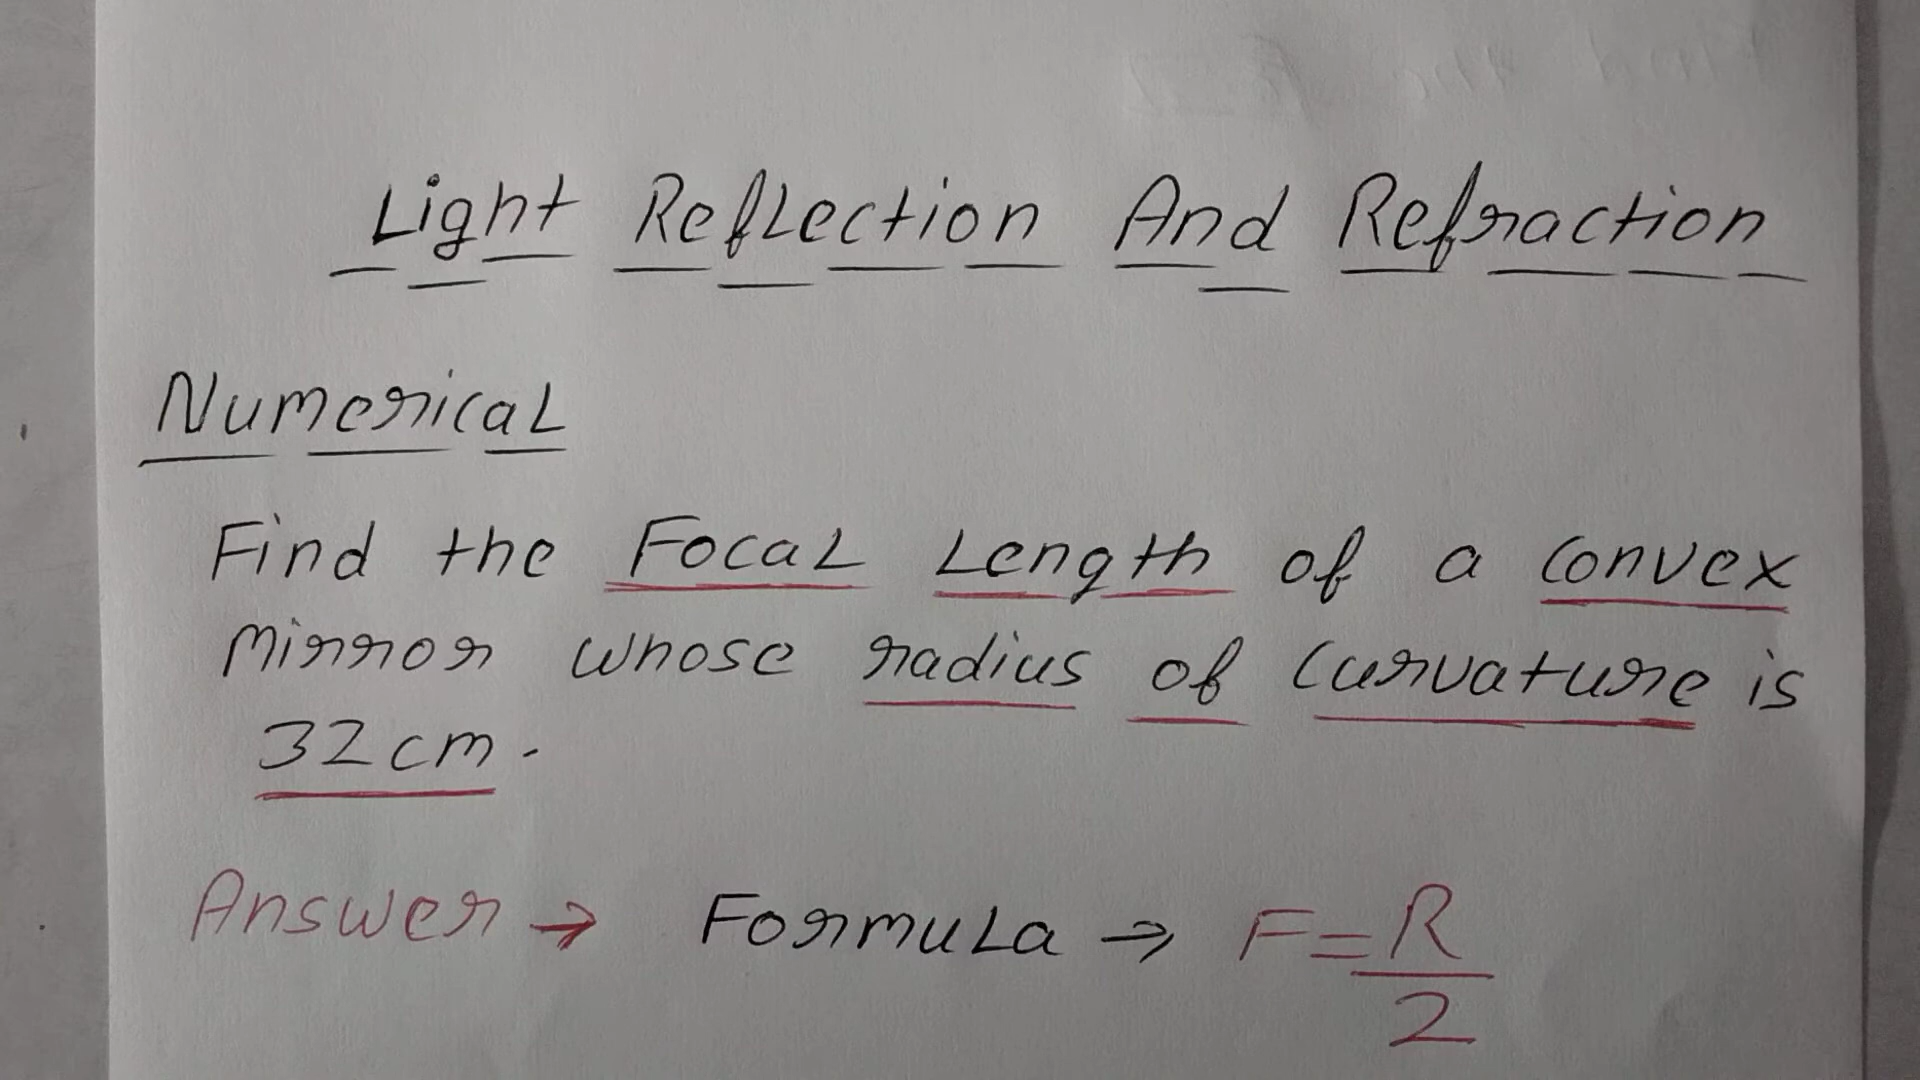 Light Reflection And Refraction
Numerical
Find the Focal Length of a convex
mirror whose radius of Curvature is
32cm.
Answer → Formula → F=R/2